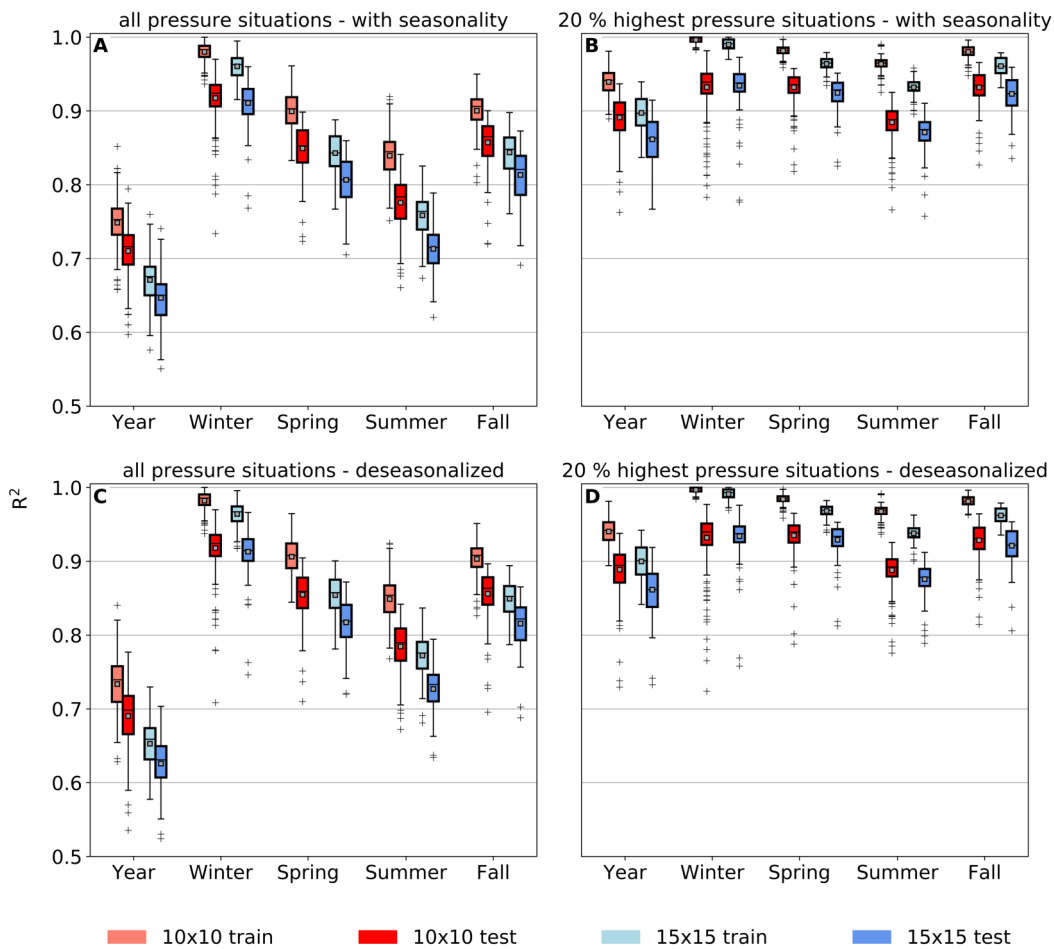 all pressure situations - with seasonality
20 % highest pressure situations - with seasonality
A
B
1.0
0.9
0.8
0.7
0.6
0.5
Year Winter Spring Summer Fall
Year Winter Spring Summer Fall
all pressure situations - deseasonalized
20 % highest pressure situations - deseasonalized
C
D
R²
1.0
0.9
0.8
0.7
0.6
0.5
Year Winter Spring Summer Fall
Year Winter Spring Summer Fall
10x10 train 10x10 test 15x15 train 15x15 test